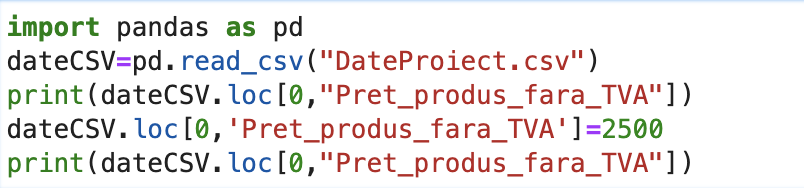 import pandas as pd
dateCSV=pd.read_csv("DateProiect.csv")
print(dateCSV.loc[0,"Pret_produs_fara_TVA"])
dateCSV.loc[0,'Pret_produs_fara_TVA']=2500
print(dateCSV.loc[0,"Pret_produs_fara_TVA"])